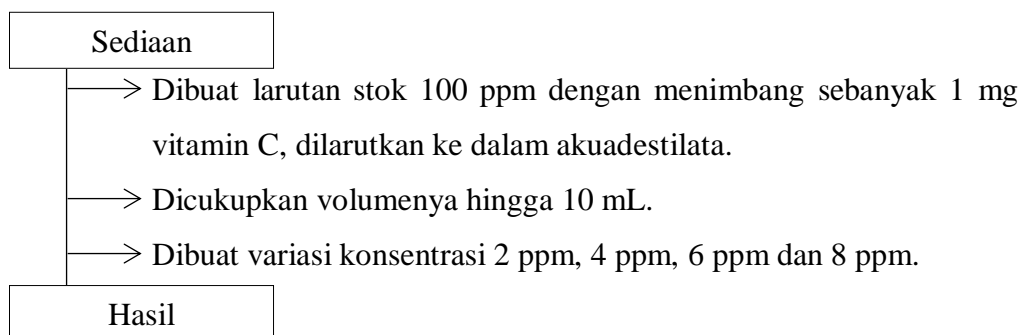 Sediaan
Dibuat larutan stok 100 ppm dengan menimbang sebanyak 1 mg
vitamin C, dilarutkan ke dalam akuadestilata.
Dicukupkan volumenya hingga 10 mL.
Dibuat variasi konsentrasi 2 ppm, 4 ppm, 6 ppm dan 8 ppm.
Hasil